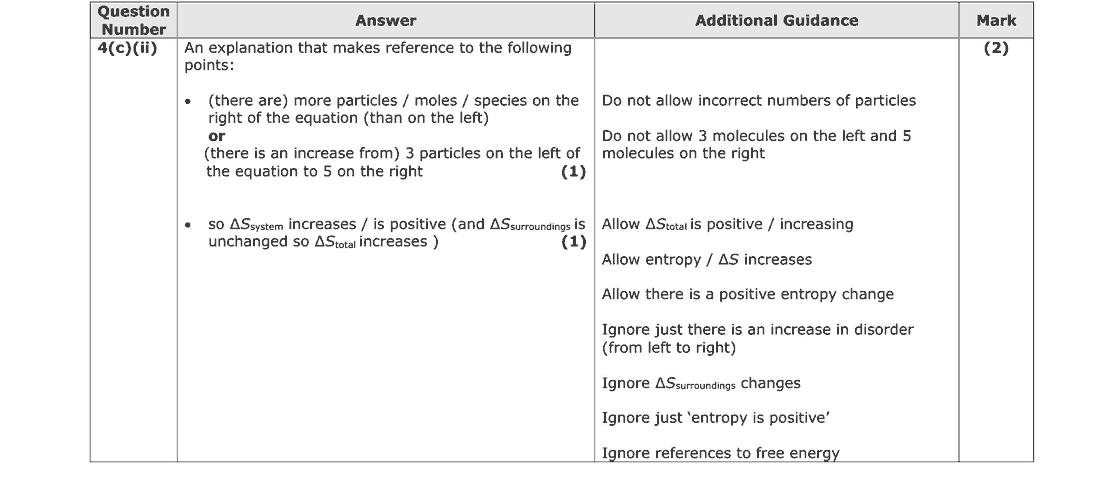 Question Number
Answer
Additional Guidance
Mark
4(c)(ii)
An explanation that makes reference to the following
points:
(2)
• (there are) more particles / moles / species on the
right of the equation (than on the left)
or
(there is an increase from) 3 particles on the left of
the equation to 5 on the right (1)
Do not allow incorrect numbers of particles
Do not allow 3 molecules on the left and 5
molecules on the right
• so ΔSsystem increases / is positive (and ΔSsurroundings is
unchanged so ΔStotal increases ) (1)
Allow ΔStotal is positive / increasing
Allow entropy / ΔS increases
Allow there is a positive entropy change
Ignore just there is an increase in disorder
(from left to right)
Ignore ΔSsurroundings changes
Ignore just ‘entropy is positive’
Ignore references to free energy